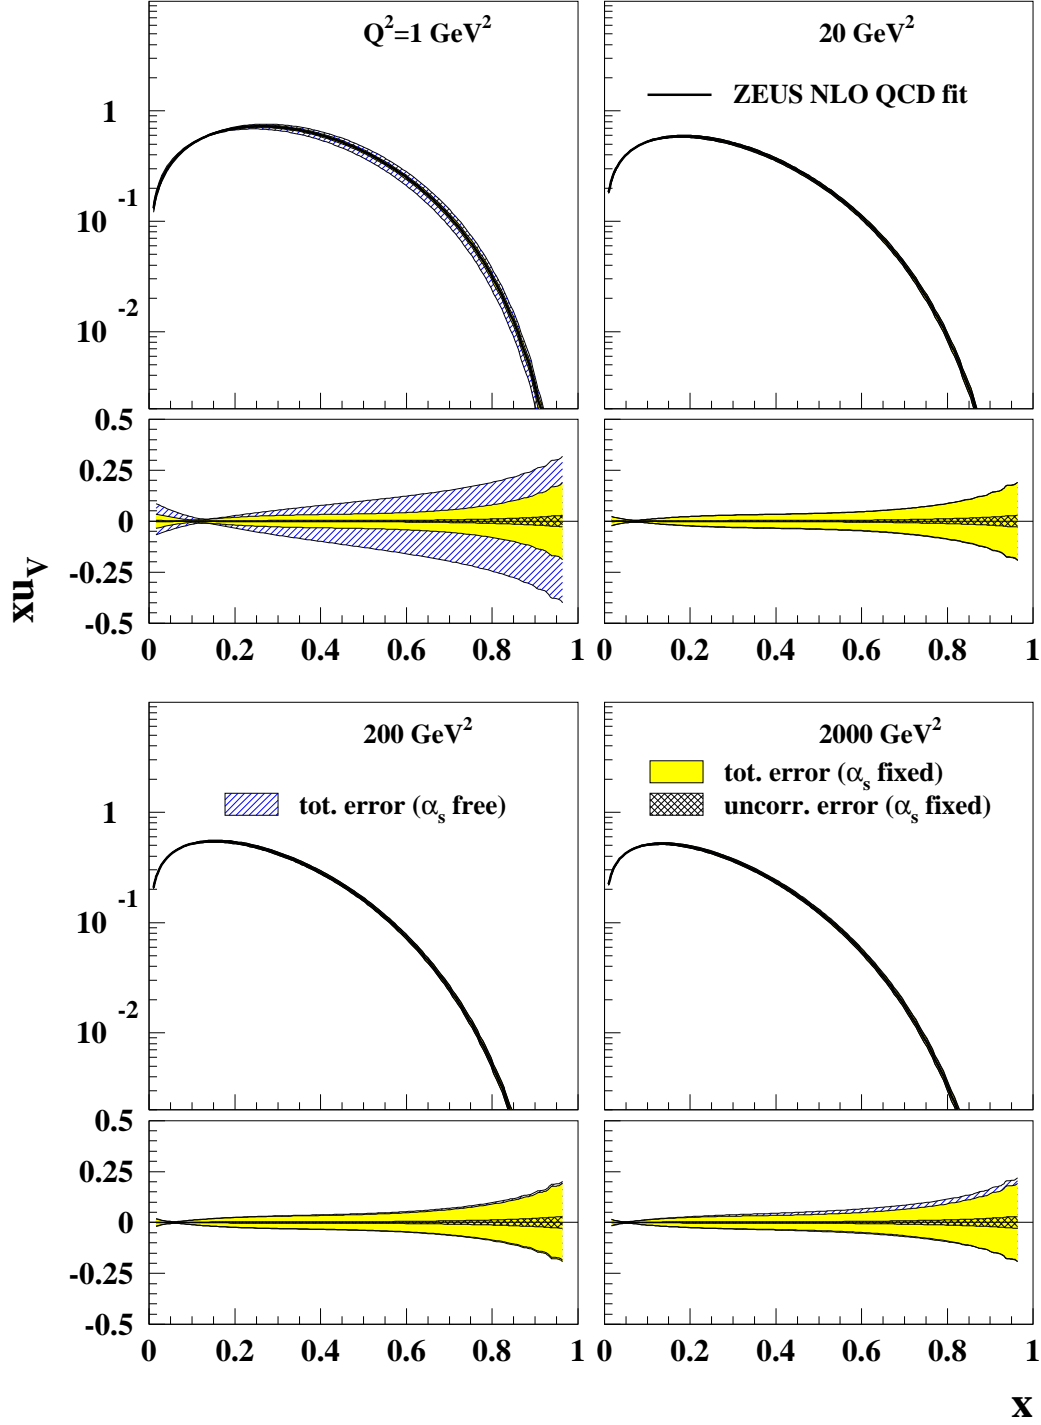 Q²=1 GeV²
20 GeV²
ZEUS NLO QCD fit
1
10⁻¹
10⁻²
0.5
0.25
0
-0.25
-0.5
0 0.2 0.4 0.6 0.8 1
0 0.2 0.4 0.6 0.8 1
xu_V
200 GeV²
2000 GeV²
tot. error (α_s free)
tot. error (α_s fixed)
uncorr. error (α_s fixed)
1
10⁻¹
10⁻²
0.5
0.25
0
-0.25
-0.5
0 0.2 0.4 0.6 0.8 1
0 0.2 0.4 0.6 0.8 1
x